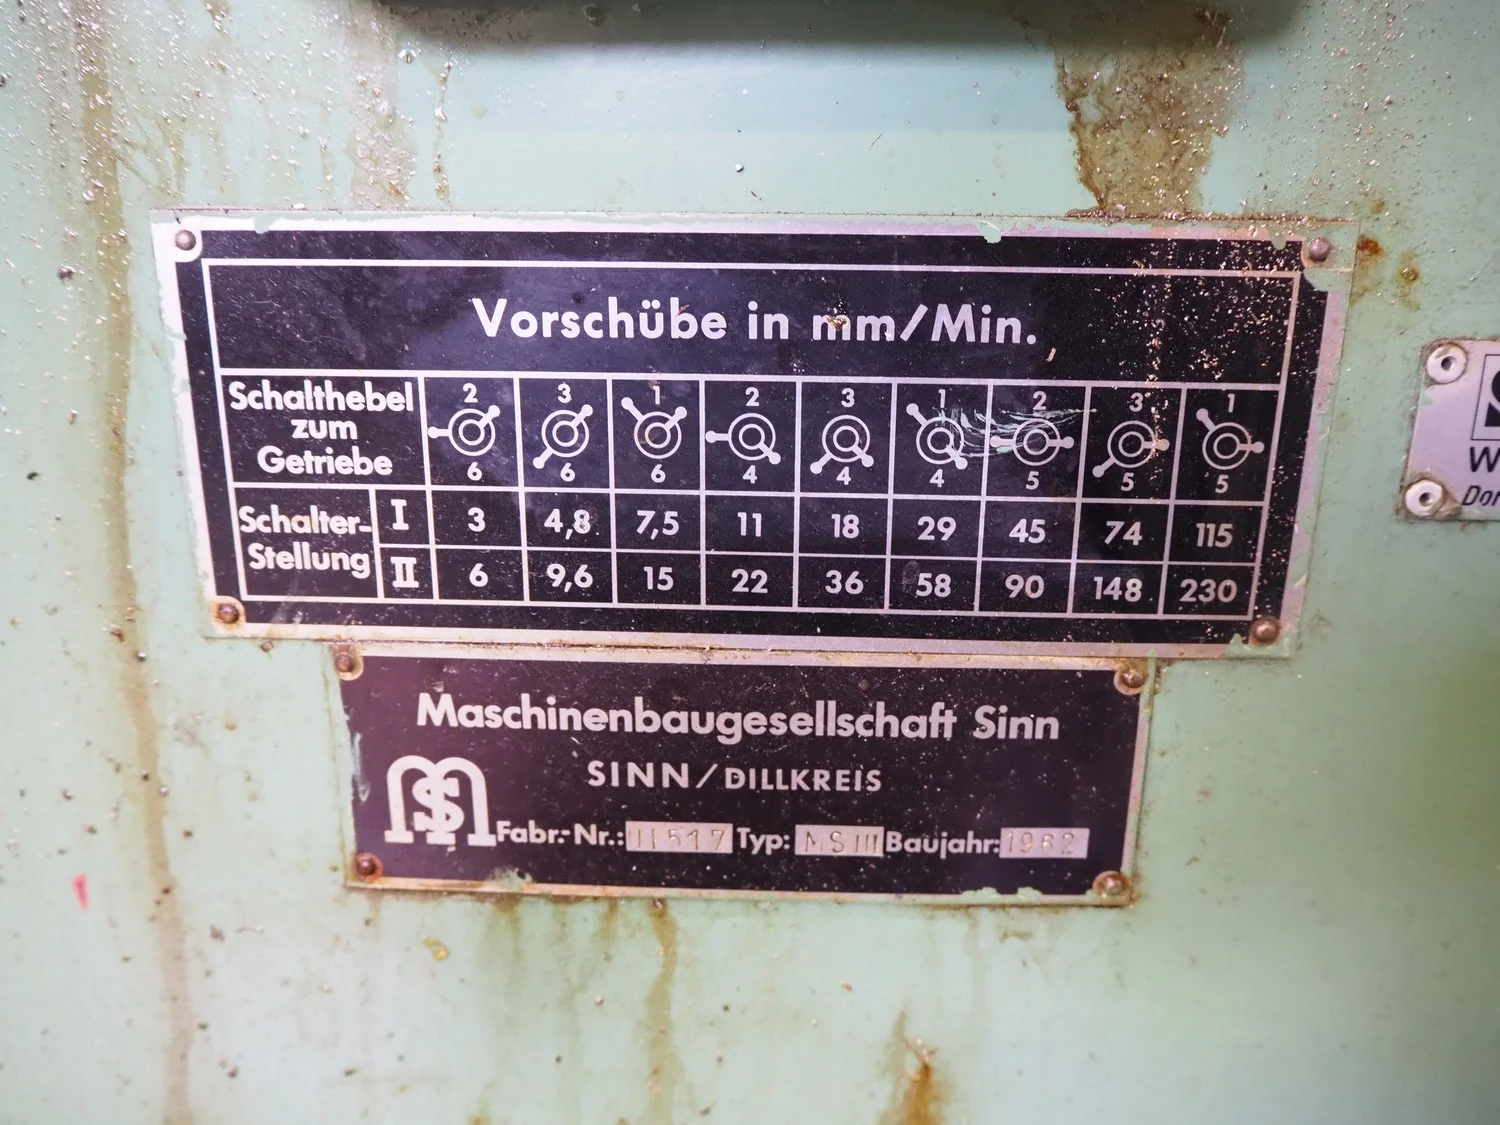 Vorschübe in mm/Min.
Schalthebel zum Getriebe
2 3 1 2 3 1 2 3 1
6 6 6 4 4 4 5 5 5
Schalter-Stellung
I 3 4,8 7,5 11 18 29 45 74 115
II 6 9,6 15 22 36 58 90 148 230
Maschinenbaugesellschaft Sinn
SINN/DILLKREIS
Fabr.-Nr.: 11517 Typ: MS III Baujahr: 1962